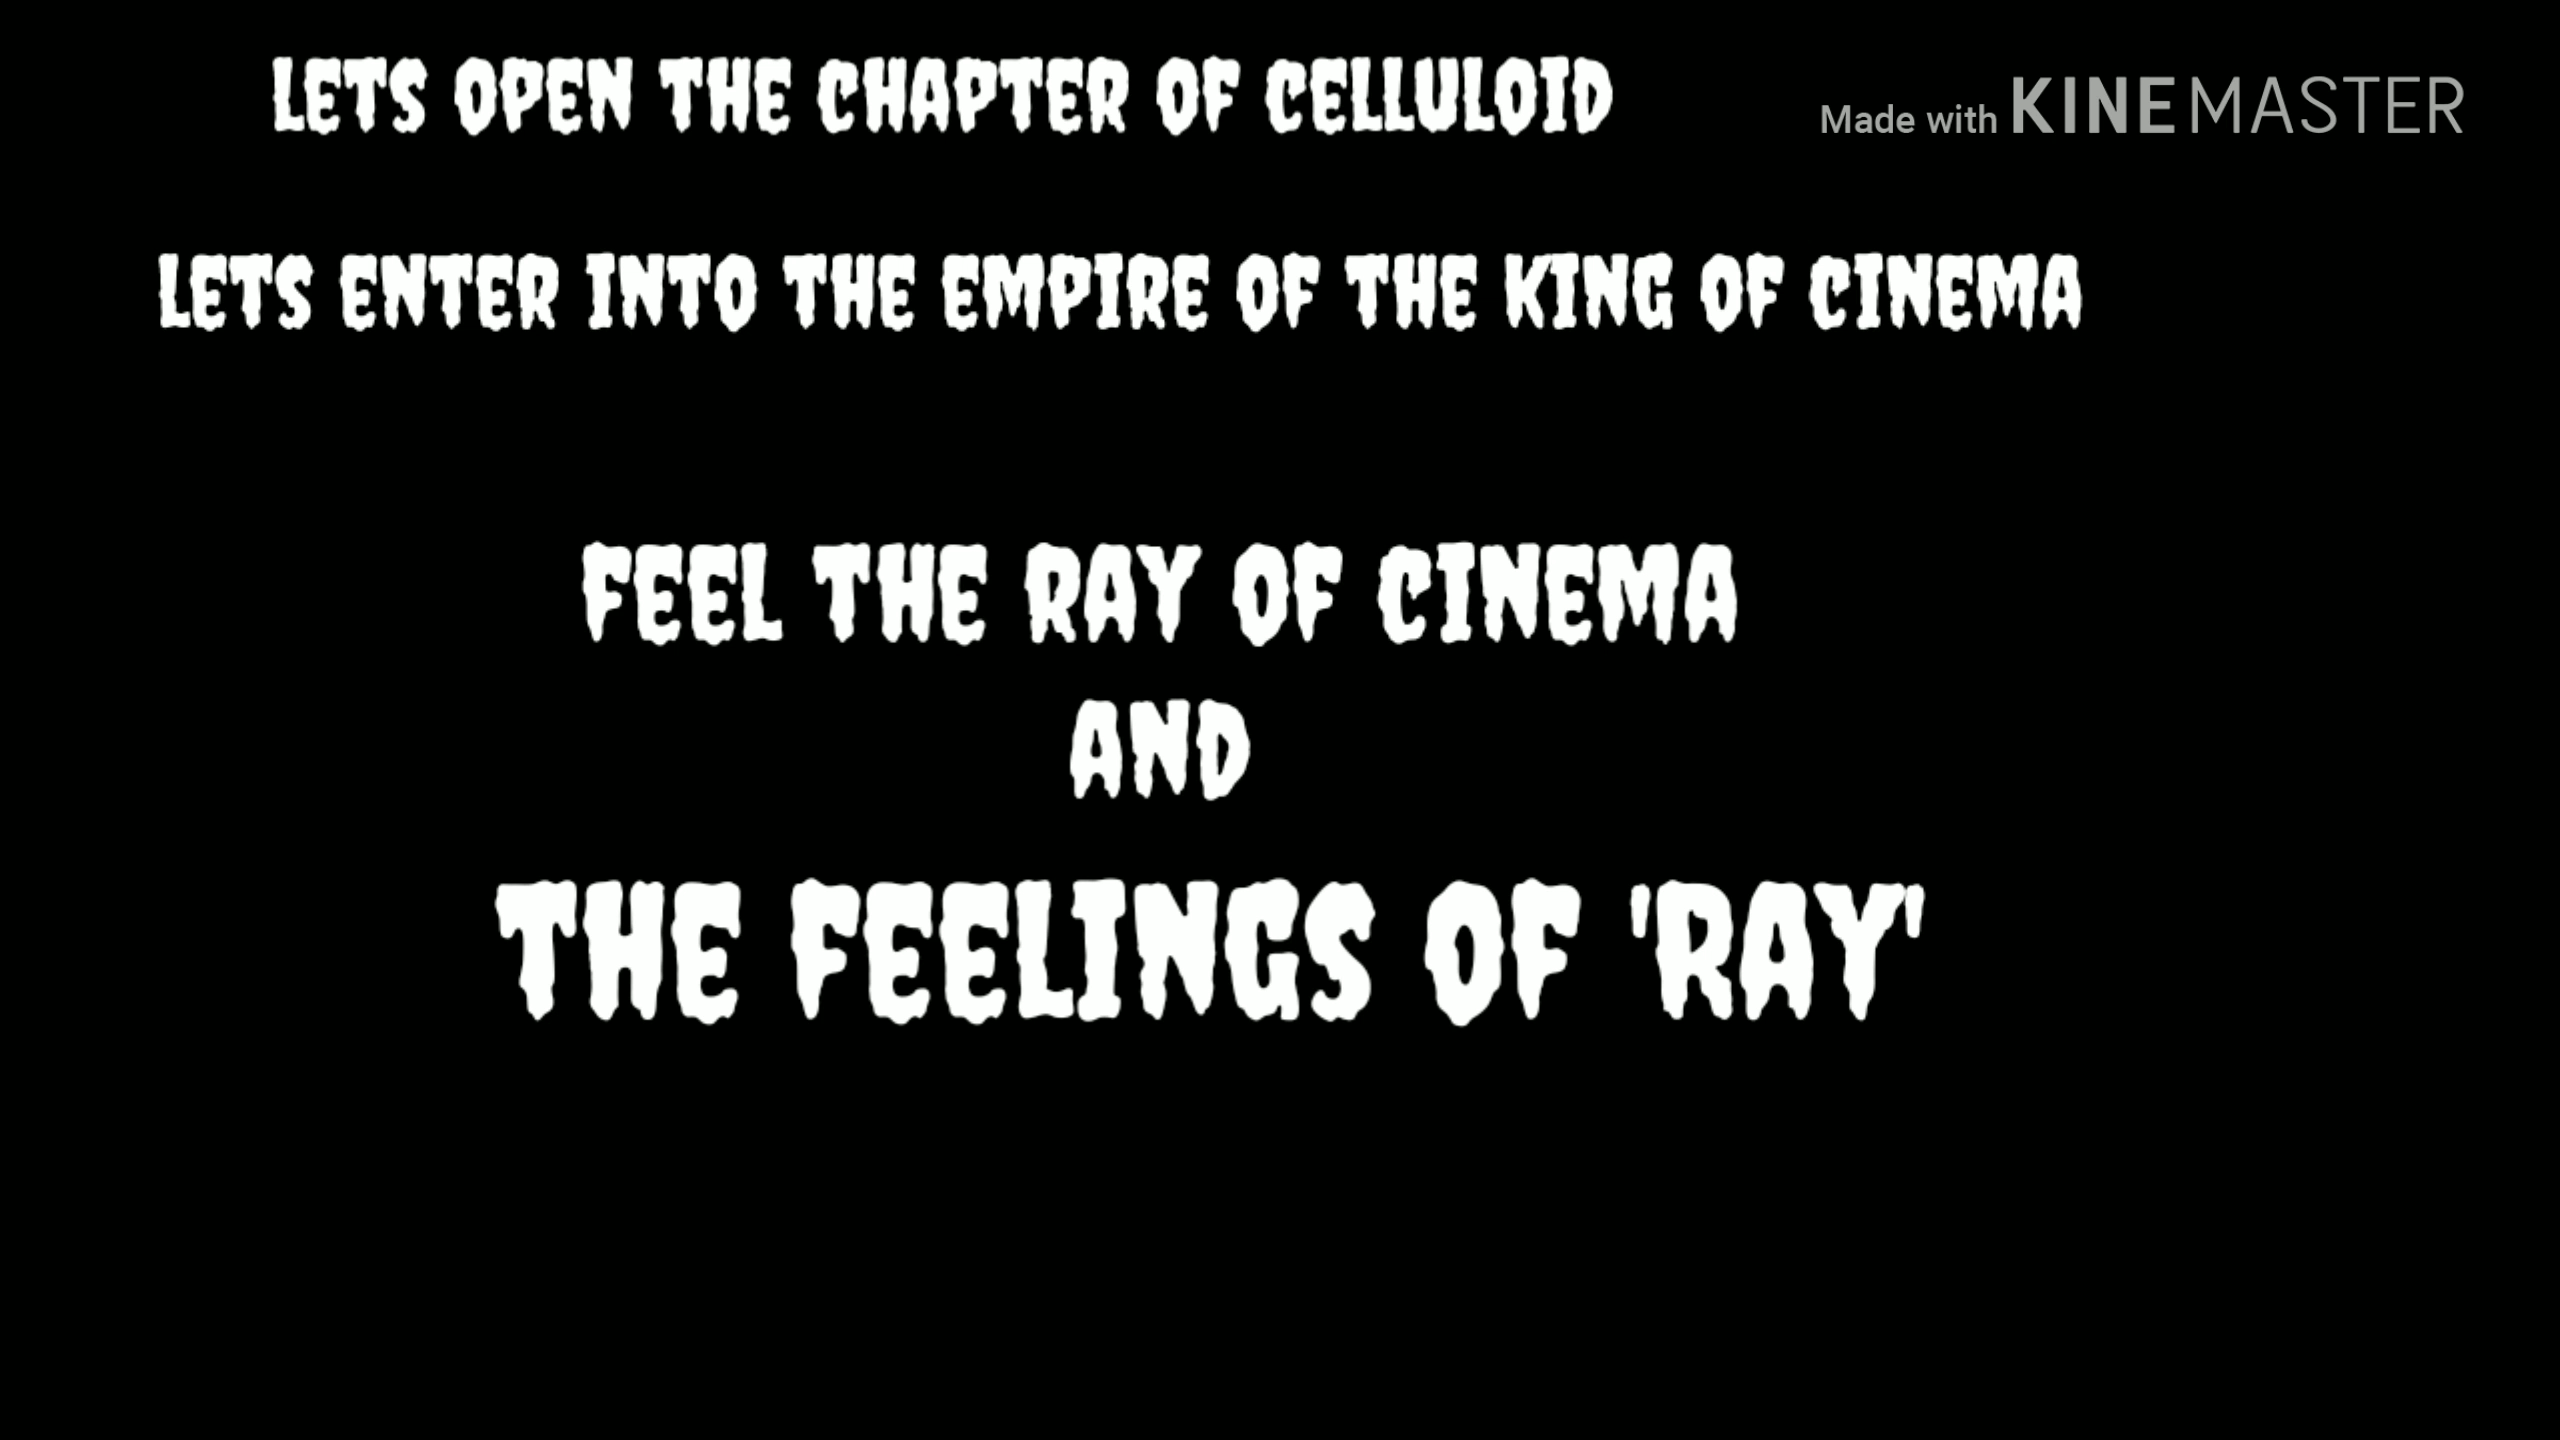 LETS OPEN THE CHAPTER OF CELLULOID
Made with KINEMASTER
LETS ENTER INTO THE EMPIRE OF THE KING OF CINEMA
FEEL THE RAY OF CINEMA
AND
THE FEELINGS OF 'RAY'